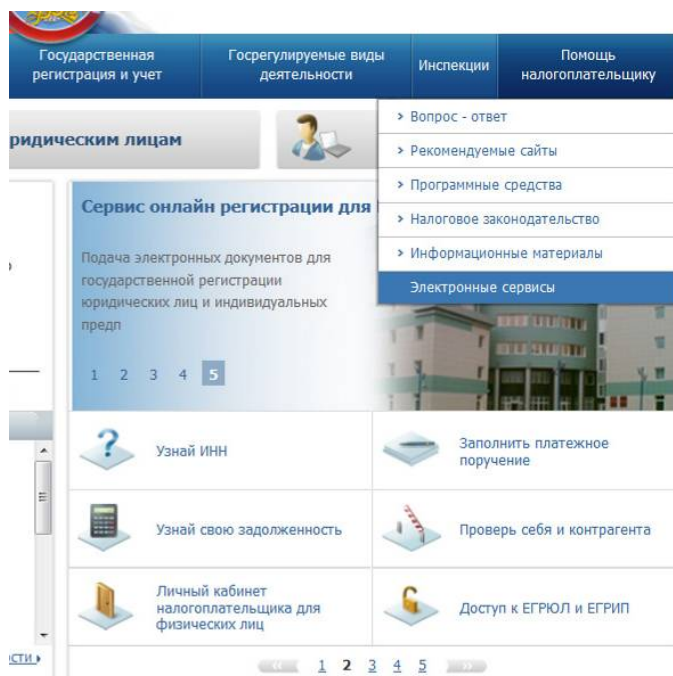 Государственная
регистрация и учет
Госрегулируемые виды
деятельности
Инспекции
Помощь
налогоплательщику
ридическим лицам
Вопрос - ответ
Рекомендуемые сайты
Программные средства
Налоговое законодательство
Информационные материалы
Электронные сервисы
Сервис онлайн регистрации для
Подача электронных документов для
государственной регистрации
юридических лиц и индивидуальных
предп
1 2 3 4 5
Узнай ИНН
Заполнить платежное
поручение
Узнай свою задолженность
Проверь себя и контрагента
Личный кабинет
налогоплательщика для
физических лиц
Доступ к ЕГРЮЛ и ЕГРИП
ости
1 2 3 4 5